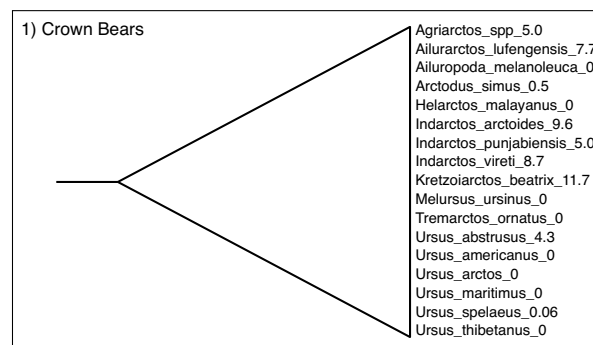 1) Crown Bears
Agriarctos_spp_5.0
Ailurarctos_lufengensis_7.7
Ailuropoda_melanoleuca_0
Arctodus_simus_0.5
Helarctos_malayanus_0
Indarctos_arctoides_9.6
Indarctos_punjabiensis_5.0
Indarctos_vireti_8.7
Kretzoiarctos_beatrix_11.7
Melursus_ursinus_0
Tremarctos_ornatus_0
Ursus_abstrusus_4.3
Ursus_americanus_0
Ursus_arctos_0
Ursus_maritimus_0
Ursus_spelaeus_0.06
Ursus_thibetanus_0